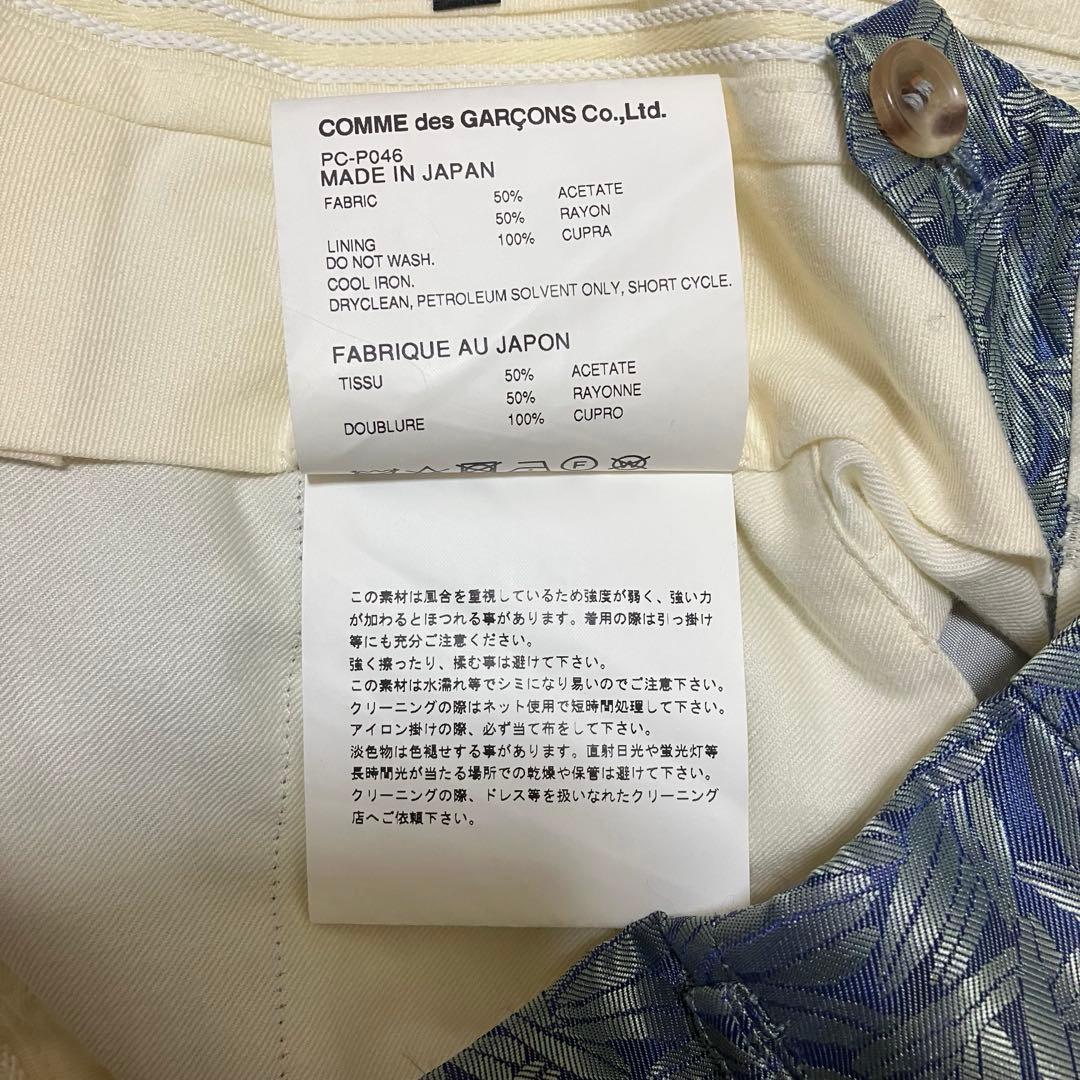 COMME des GARÇONS Co.,Ltd.
PC-P046
MADE IN JAPAN
FABRIC 50% ACETATE
50% RAYON
LINING 100% CUPRA
DO NOT WASH.
COOL IRON.
DRYCLEAN, PETROLEUM SOLVENT ONLY, SHORT CYCLE.
FABRIQUE AU JAPON
TISSU 50% ACETATE
50% RAYONNE
DOUBLURE 100% CUPRO
F W
この素材は風合を重視しているため強度が弱く、強い力
が加わるとほつれる事があります。着用の際は引っ掛け
等にも充分ご注意ください。
強く擦ったり、揉む事は避けて下さい。
この素材は水濡れ等でシミになり易いのでご注意下さい。
クリーニングの際はネット使用で短時間処理して下さい。
アイロン掛けの際、必ず当て布をして下さい。
淡色物は色褪せする事があります。直射日光や蛍光灯等
長時間光が当たる場所での乾燥や保管は避けて下さい。
クリーニングの際、ドレス等を扱いなれたクリーニング
店へご依頼下さい。